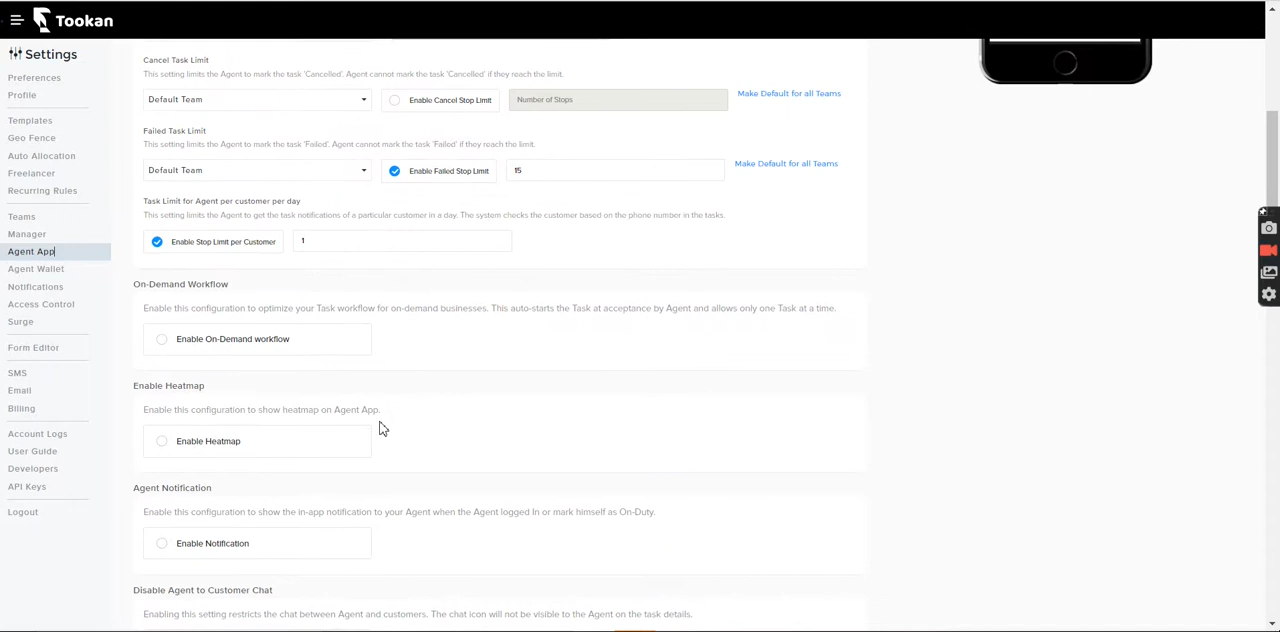 Tookan
Settings
Preferences
Profile
Templates
Geo Fence
Auto Allocation
Freelancer
Recurring Rules
Teams
Manager
Agent App
Agent Wallet
Notifications
Access Control
Surge
Form Editor
SMS
Email
Billing
Account Logs
User Guide
Developers
API Keys
Logout
Cancel Task Limit
This setting limits the Agent to mark the task 'Cancelled'. Agent cannot mark the task 'Cancelled' if they reach the limit.
Default Team Enable Cancel Stop Limit Number of Stops Make Default for all Teams
Failed Task Limit
This setting limits the Agent to mark the task 'Failed'. Agent cannot mark the task 'Failed' if they reach the limit.
Default Team Enable Failed Stop Limit 15 Make Default for all Teams
Task Limit for Agent per customer per day
This setting limits the Agent to got the task notifications of a particular customer in a day. The system checks the customer based on the phone number in the tasks.
Enable Stop Limit per Customer 1
On-Demand Workflow
Enable this configuration to optimize your Task workflow for on-demand businesses. This auto-starts the Task at acceptance by Agent and allows only one Task at a time.
Enable On-Demand workflow
Enable Heatmap
Enable this configuration to show heatmap on Agent App.
Enable Heatmap
Agent Notification
Enable this configuration to show the in-app notification to your Agent when the Agent logged In or mark himself as On-Duty.
Enable Notification
Disable Agent to Customer Chat
Enabling this setting restricts the chat between Agent and customers. The chat icon will not be visible to the Agent on the task details.